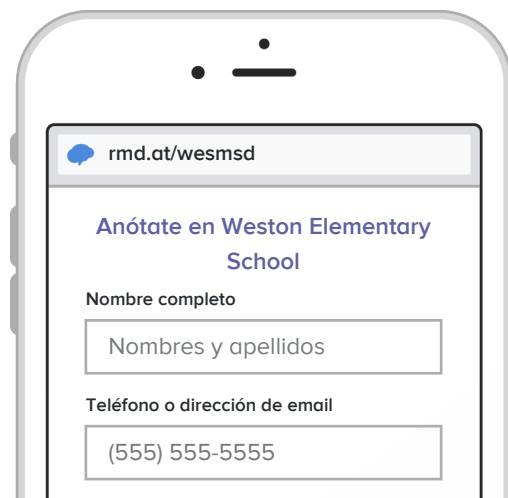 rmd.at/wesmsd
Anótate en Weston Elementary
School
Nombre completo
Nombres y apellidos
Teléfono o dirección de email
(555) 555-5555